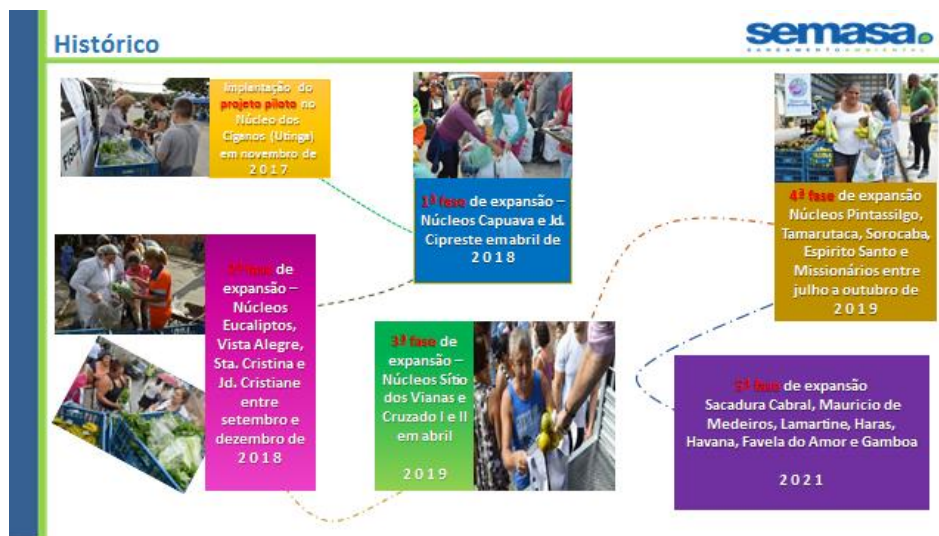 Histórico
semasa
SANEAMENTO AMBIENTAL
Implantação do
projeto piloto no
Núcleo dos
Ciganos (Utinga)
em novembro de
2017
1ª fase de expansão –
Núcleos Capuava e Jd.
Cipreste em abril de
2018
2ª fase de
expansão –
Núcleos
Eucaliptos,
Vista Alegre,
Sta. Cristina e
Jd. Cristiane
entre
setembro e
dezembro de
2018
3ª fase de
expansão –
Núcleos Sítio
dos Vianas e
Cruzado I e II
em abril
2019
4ª fase de expansão
Núcleos Pintassilgo,
Tamarutaca, Sorocaba,
Espirito Santo e
Missionários entre
julho a outubro de
2019
5ª fase de expansão
Sacadura Cabral, Mauricio de
Medeiros, Lamartine, Haras,
Havana, Favela do Amor e Gamboa
2021